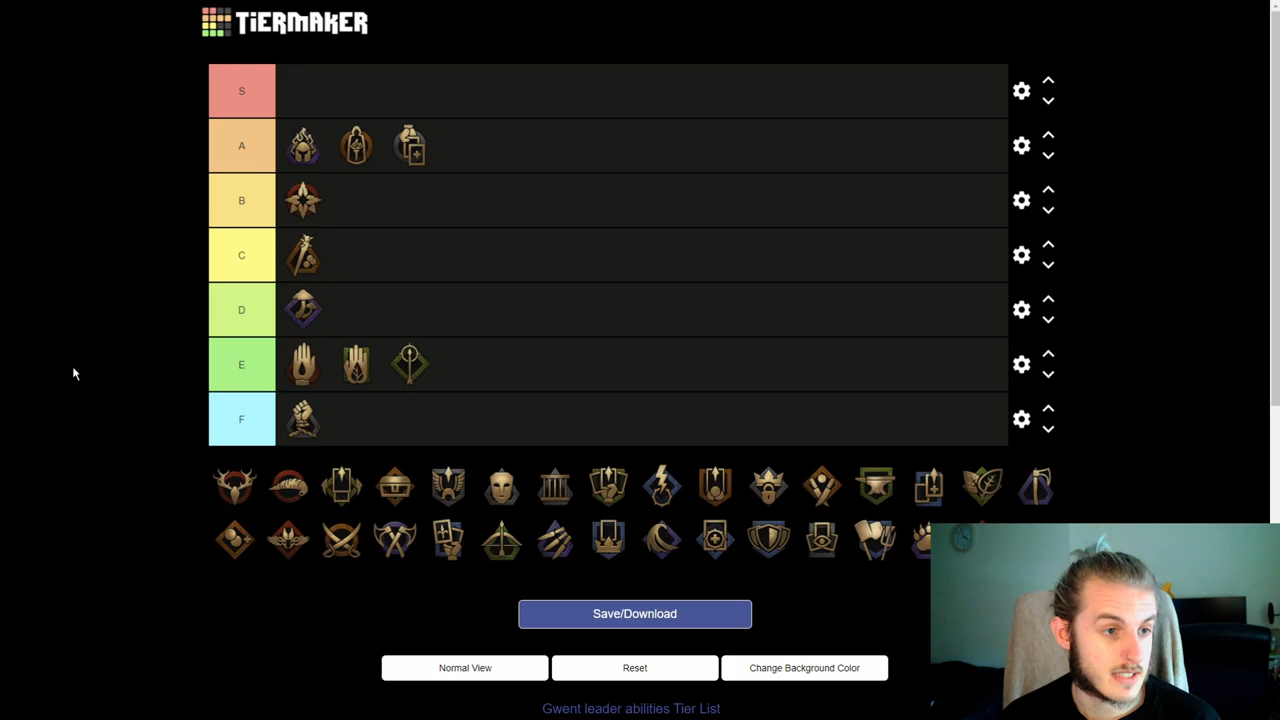 TiERMAKER
S
A
B
C
D
E
F
Save/Download
Normal View
Reset
Change Background Color
Gwent leader abilities Tier List